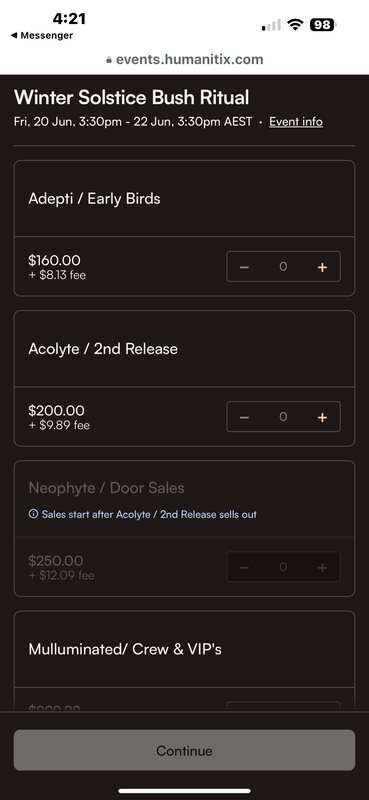 4:21
98
◀ Messenger
events.humanitix.com
Winter Solstice Bush Ritual
Fri, 20 Jun, 3:30pm - 22 Jun, 3:30pm AEST · Event info
Adepti / Early Birds
$160.00
+ $8.13 fee
− 0 +
Acolyte / 2nd Release
$200.00
+ $9.89 fee
− 0 +
Neophyte / Door Sales
Sales start after Acolyte / 2nd Release sells out
$250.00
+ $12.09 fee
− 0 +
Mulluminated/ Crew & VIP's
Continue